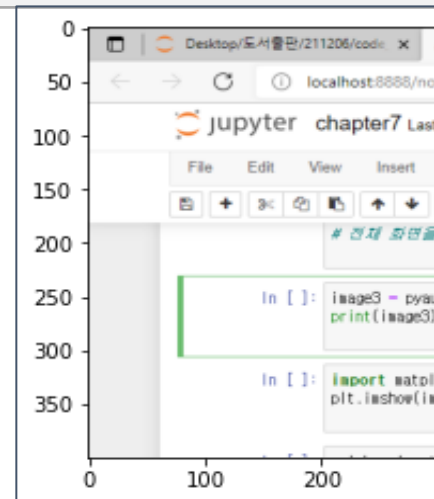 0
Desktop/도서출판/211206/code
50
localhost:8888/no
100
jupyter chapter7 Last
150
File Edit View Insert
200
# 전체 화면을
250
In [ ]: image3 = pyau
print(image3)
300
In [ ]: import matpl
350
plt.imshow(im
0 100 200